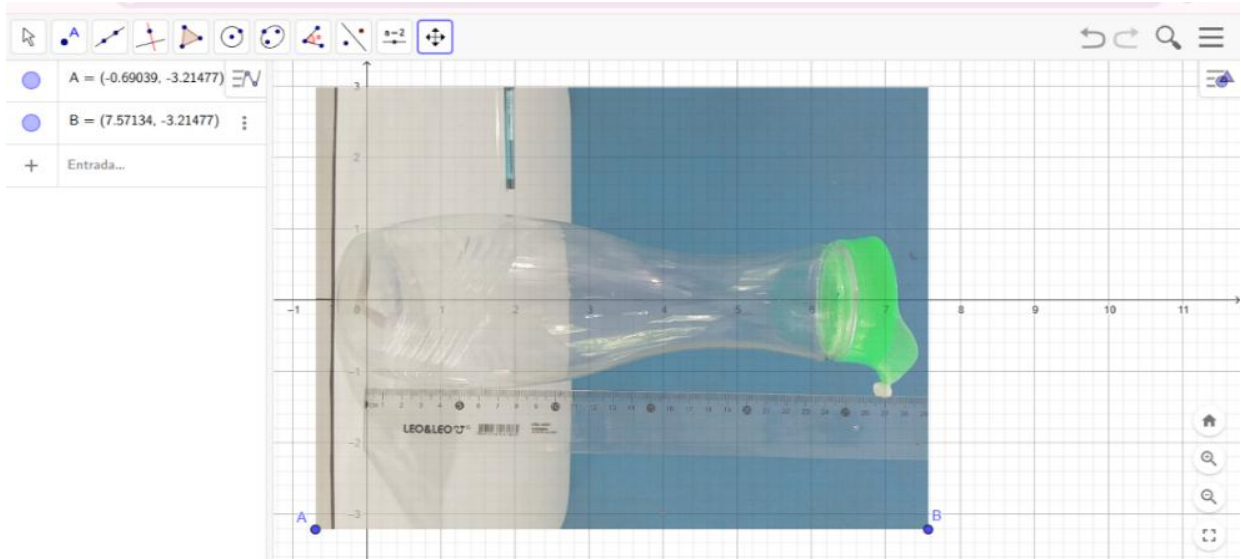 a=2
A = (-0.69039, -3.21477)
B = (7.57134, -3.21477)
+ Entrada...
3
2
1
-1 0 1 2 3 4 5 6 7 8 9 10 11
-1
-2
-3
LEO&LEO
A
B